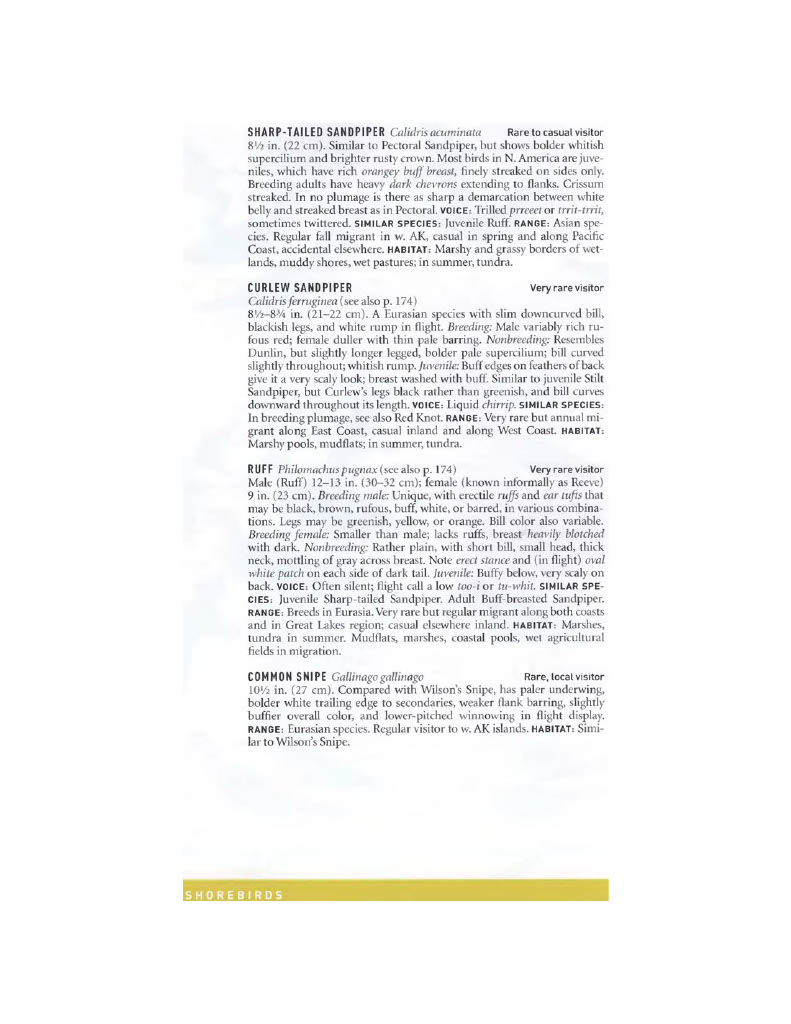 SHARP-TAILED SANDPIPER Calidris acuminata Rare to casual visitor
8½ in. (22 cm). Similar to Pectoral Sandpiper, but shows bolder whitish
supercilium and brighter rusty crown. Most birds in N. America are juve-
niles, which have rich orangey buff breast, finely streaked on sides only.
Breeding adults have heavy dark chevrons extending to flanks. Crissum
streaked. In no plumage is there as sharp a demarcation between white
belly and streaked breast as in Pectoral. VOICE: Trilled prreeet or trrit-trrit,
sometimes twittered. SIMILAR SPECIES: Juvenile Ruff. RANGE: Asian spe-
cies. Regular fall migrant in w. AK, casual in spring and along Pacific
Coast, accidental elsewhere. HABITAT: Marshy and grassy borders of wet-
lands, muddy shores, wet pastures; in summer, tundra.
CURLEW SANDPIPER Very rare visitor
Calidris ferruginea (see also p. 174)
8½–8¾ in. (21–22 cm). A Eurasian species with slim downcurved bill,
blackish legs, and white rump in flight. Breeding: Male variably rich ru-
fous red; female duller with thin pale barring. Nonbreeding: Resembles
Dunlin, but slightly longer legged, bolder pale supercilium; bill curved
slightly throughout; whitish rump. Juvenile: Buff edges on feathers of back
give it a very scaly look; breast washed with buff. Similar to juvenile Stilt
Sandpiper, but Curlew's legs black rather than greenish, and bill curves
downward throughout its length. VOICE: Liquid chirrip. SIMILAR SPECIES:
In breeding plumage, see also Red Knot. RANGE: Very rare but annual mi-
grant along East Coast, casual inland and along West Coast. HABITAT:
Marshy pools, mudflats; in summer, tundra.
RUFF Philomachus pugnax (see also p. 174) Very rare visitor
Male (Ruff) 12–13 in. (30–32 cm); female (known informally as Reeve)
9 in. (23 cm). Breeding male: Unique, with erectile ruffs and ear tufts that
may be black, brown, rufous, buff, white, or barred, in various combina-
tions. Legs may be greenish, yellow, or orange. Bill color also variable.
Breeding female: Smaller than male; lacks ruffs, breast heavily blotched
with dark. Nonbreeding: Rather plain, with short bill, small head, thick
neck, mottling of gray across breast. Note erect stance and (in flight) oval
white patch on each side of dark tail. Juvenile: Buffy below, very scaly on
back. VOICE: Often silent; flight call a low too-i or tu-whit. SIMILAR SPE-
CIES: Juvenile Sharp-tailed Sandpiper. Adult Buff-breasted Sandpiper.
RANGE: Breeds in Eurasia. Very rare but regular migrant along both coasts
and in Great Lakes region; casual elsewhere inland. HABITAT: Marshes,
tundra in summer. Mudflats, marshes, coastal pools, wet agricultural
fields in migration.
COMMON SNIPE Gallinago gallinago Rare, local visitor
10½ in. (27 cm). Compared with Wilson's Snipe, has paler underwing,
bolder white trailing edge to secondaries, weaker flank barring, slightly
buffier overall color, and lower-pitched winnowing in flight display.
RANGE: Eurasian species. Regular visitor to w. AK islands. HABITAT: Simi-
lar to Wilson's Snipe.
SHOREBIRDS